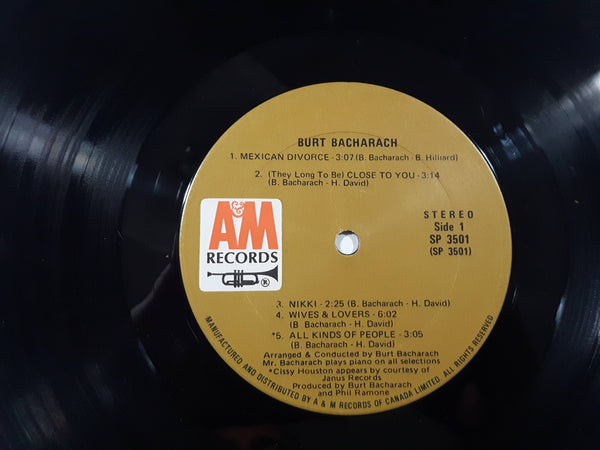 BURT BACHARACH
1. MEXICAN DIVORCE - 3:07 (B. Bacharach - B. Hilliard)
2. (They Long To Be) CLOSE TO YOU - 3:14
(B. Bacharach - H. David)
A&M
RECORDS
®
STEREO
Side 1
SP 3501
(SP 3501)
3. NIKKI - 2:25 (B. Bacharach - H. David)
4. WIVES & LOVERS - 6:02
(B. Bacharach - H. David)
*5. ALL KINDS OF PEOPLE - 3:05
(B. Bacharach - H. David)
Arranged & Conducted by Burt Bacharach
Mr. Bacharach plays piano on all selections
*Cissy Houston appears by courtesy of
Janus Records
Produced by Burt Bacharach
and Phil Ramone
MANUFACTURED AND DISTRIBUTED BY A & M RECORDS OF CANADA LIMITED. ALL RIGHTS RESERVED